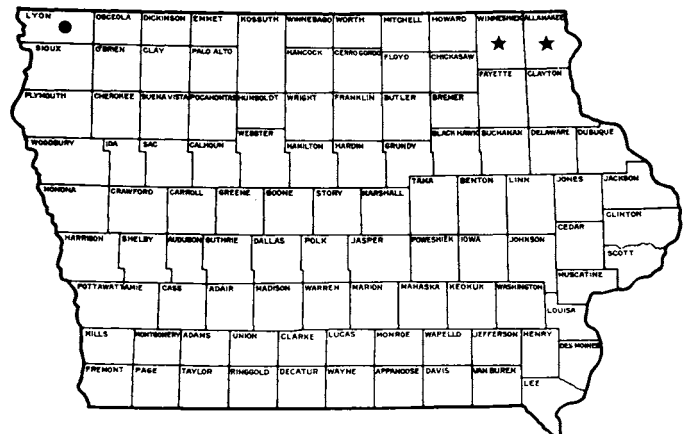 LYON OSCEOLA DICKINSON EMMET KOSSUTH WINNEBAGO WORTH MITCHELL HOWARD WINNESHIEK ALLAMAKEE
SIOUX O'BRIEN CLAY PALO ALTO HANCOCK CERRO GORDO FLOYD CHICKASAW
FAYETTE CLAYTON
PLYMOUTH CHEROKEE BUENA VISTA POCAHONTAS HUMBOLDT WRIGHT FRANKLIN BUTLER BREMER
WEBSTER BLACK HAWK BUCHANAN DELAWARE DUBUQUE
WOODBURY IDA SAC CALHOUN HAMILTON HARDIN GRUNDY
TAMA BENTON LINN JONES JACKSON
MONONA CRAWFORD CARROLL GREENE BOONE STORY MARSHALL
CLINTON
CEDAR
HARRISON SHELBY AUDUBON GUTHRIE DALLAS POLK JASPER POWESHIEK IOWA JOHNSON
SCOTT
MUSCATINE
POTTAWATTAMIE CASS ADAIR MADISON WARREN MARION MAHASKA KEOKUK WASHINGTON
LOUISA
MILLS MONTGOMERY ADAMS UNION CLARKE LUCAS MONROE WAPELLO JEFFERSON HENRY
DES MOINES
FREMONT PAGE TAYLOR RINGGOLD DECATUR WAYNE APPANOOSE DAVIS VAN BUREN
LEE